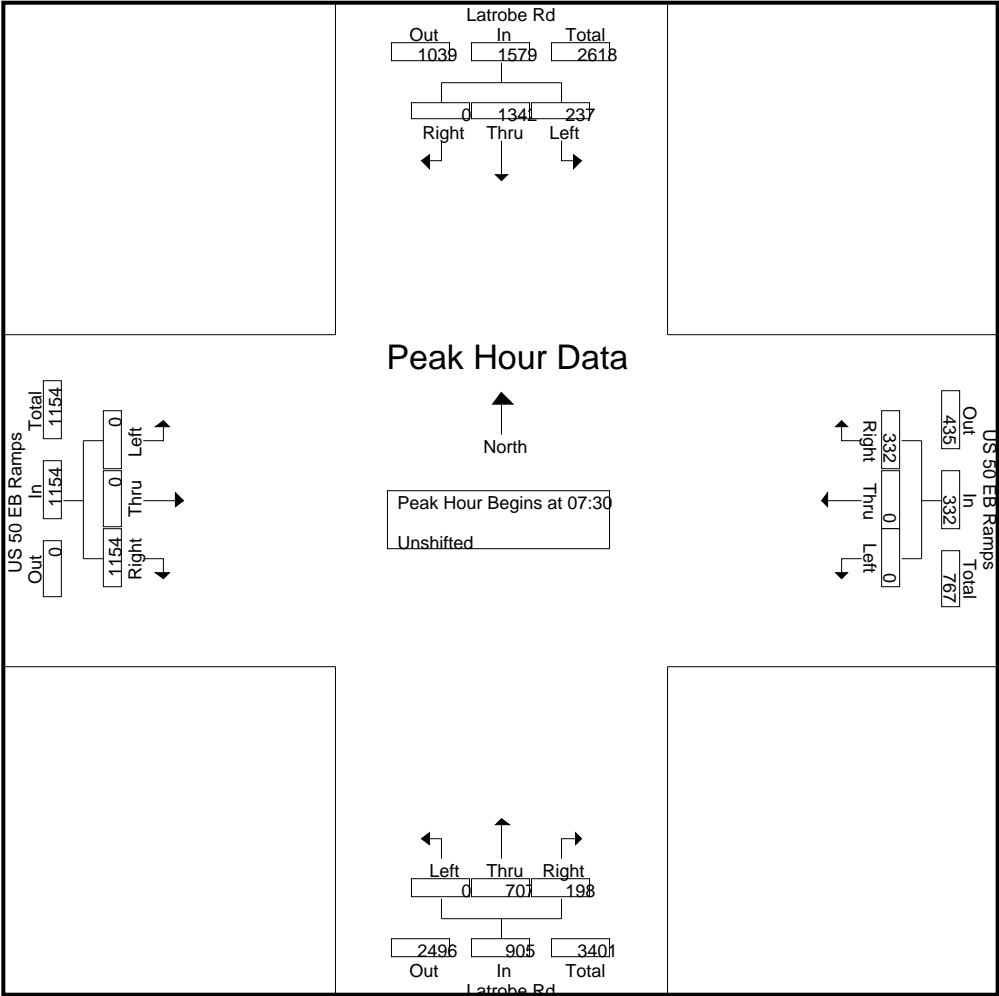 Latrobe Rd
Out In Total
1039 1579 2618
0 1342 237
Right Thru Left
Peak Hour Data
North
Peak Hour Begins at 07:30
Unshifted
US 50 EB Ramps
Total In Out
1154 1154 0
0 0 1154
Left Thru Right
US 50 EB Ramps
Out In Total
435 332 767
332 0 0
Right Thru Left
Left Thru Right
0 707 198
2496 905 3401
Out In Total
Latrobe Rd